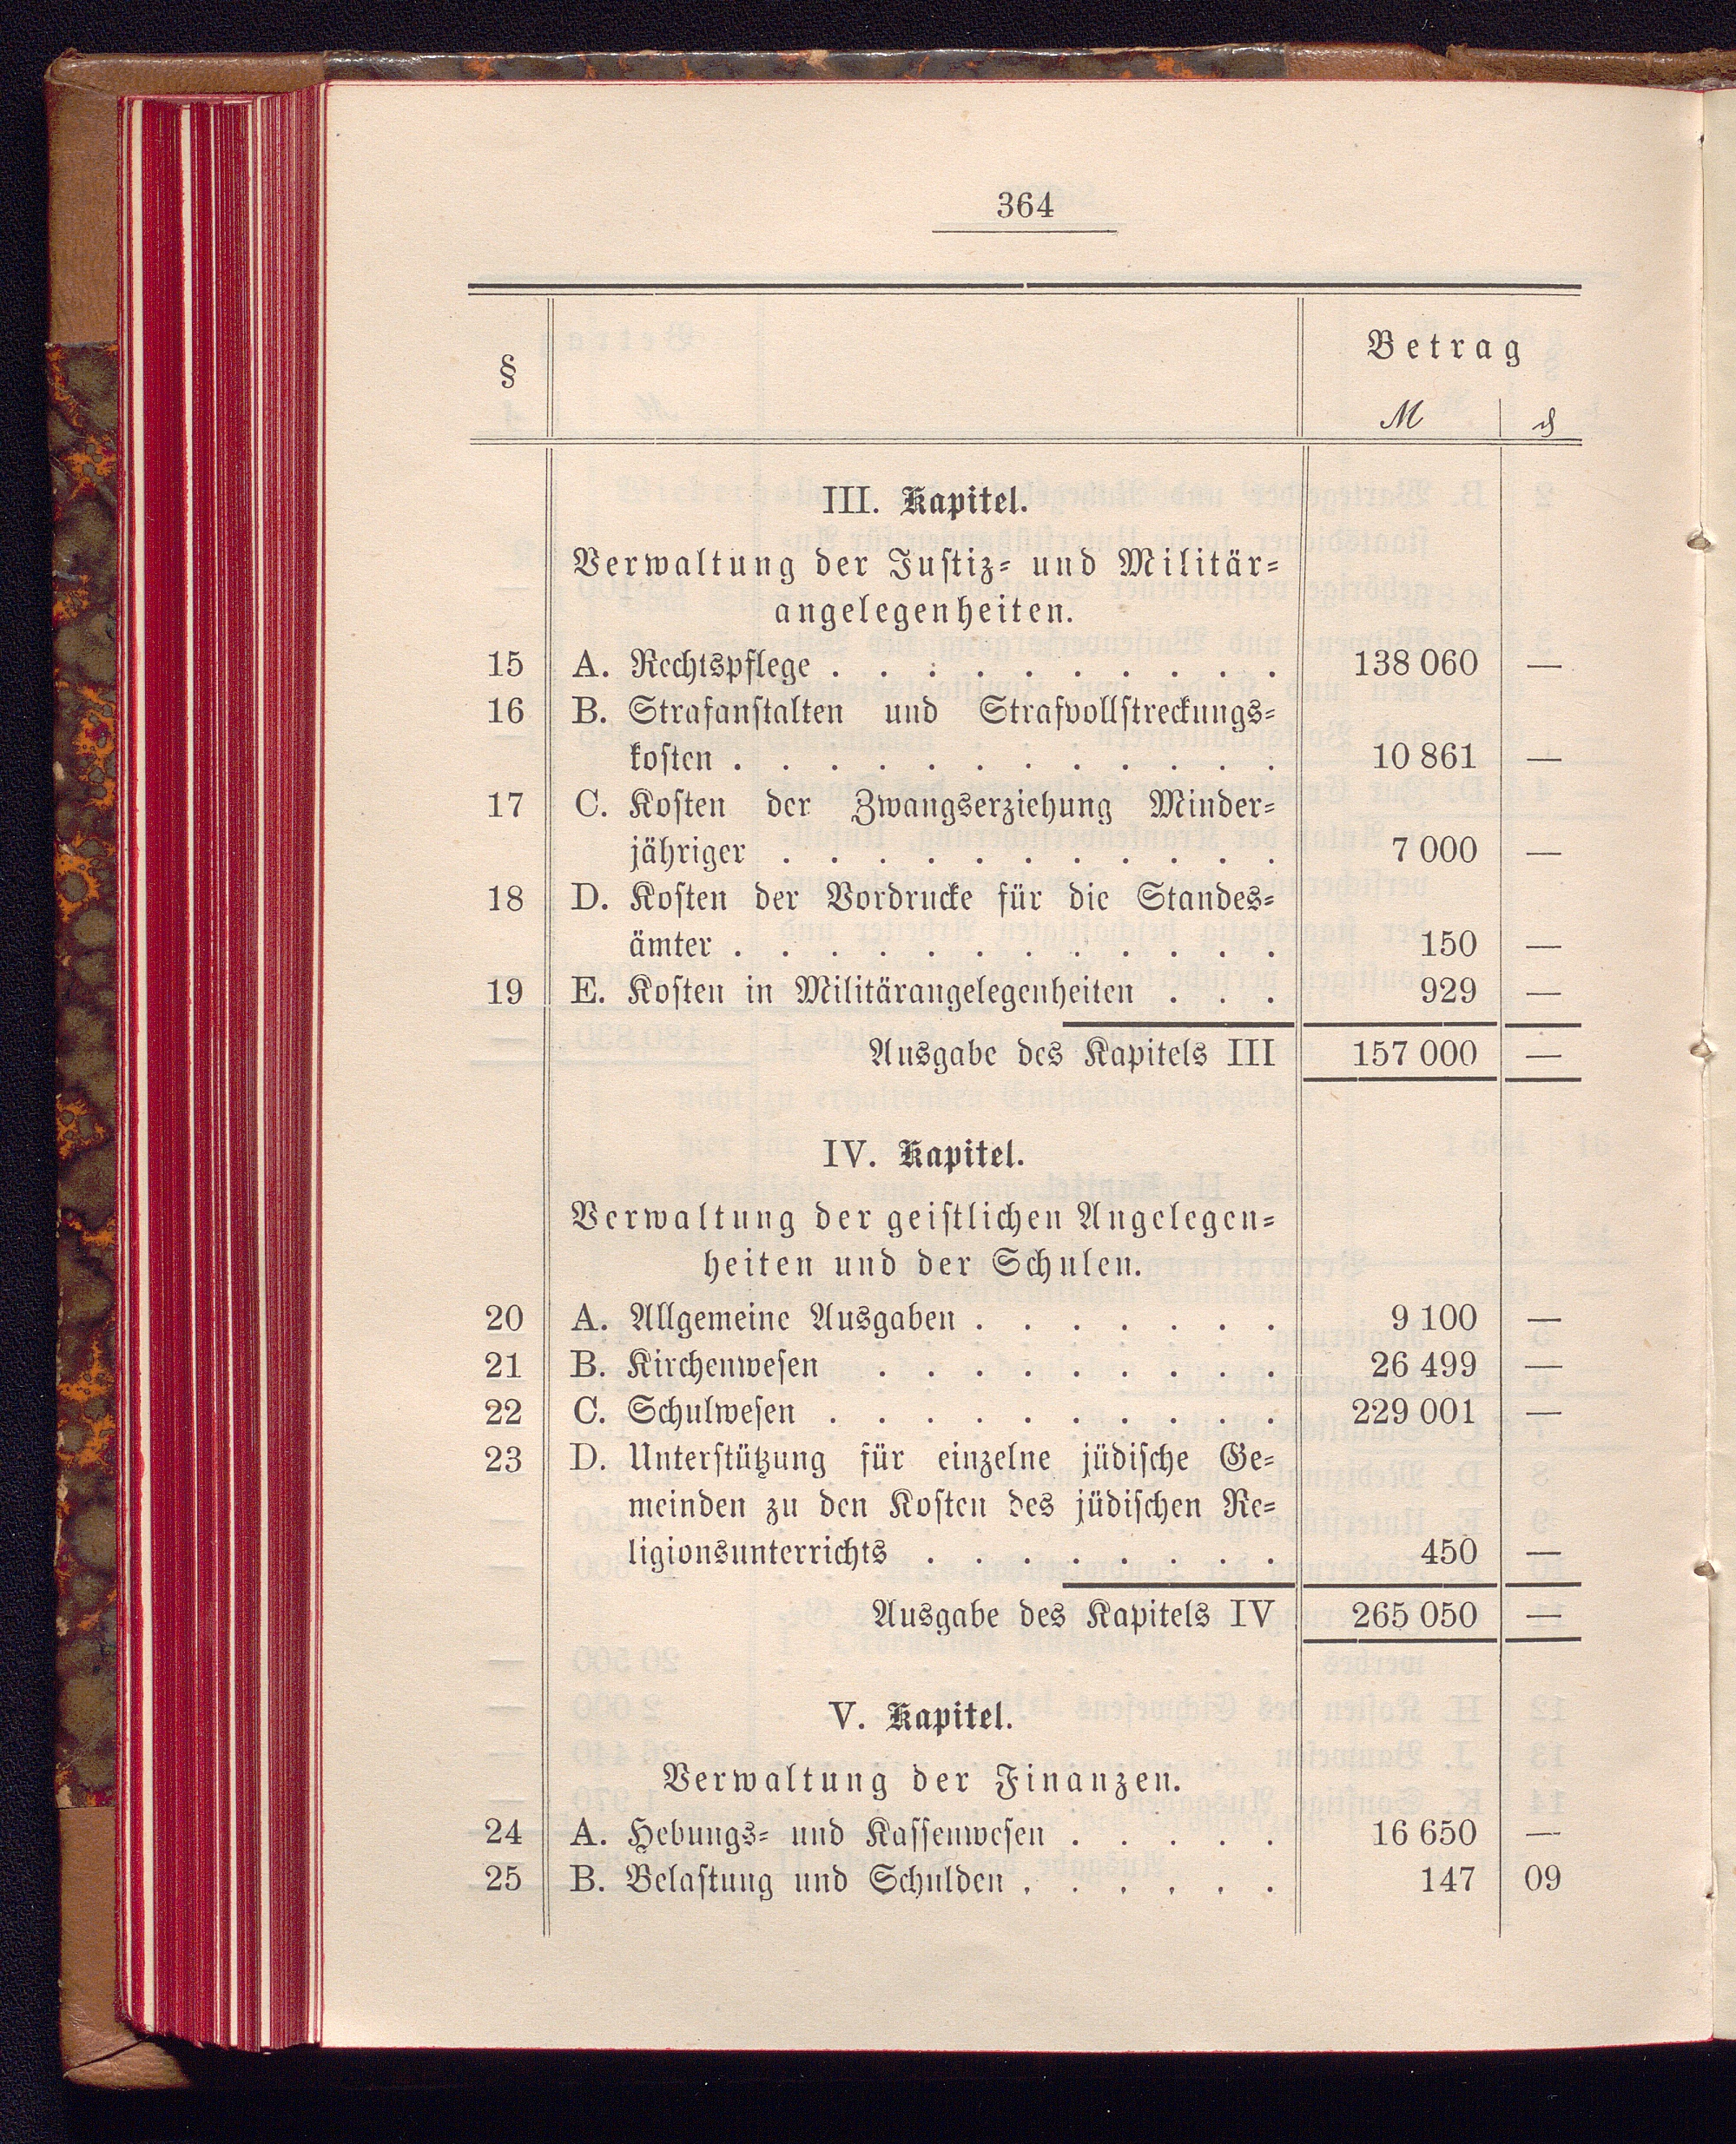 364
§ Betrag
ℳ ₰
III. Kapitel.
Verwaltung der Justiz- und Militär-
angelegenheiten.
15 A. Rechtspflege . . . . . . . . . . 138 060 —
16 B. Strafanstalten und Strafvollstreckungs-
kosten . . . . . . . . . . . . 10 861 —
17 C. Kosten der Zwangserziehung Minder-
jähriger . . . . . . . . . . . 7 000 —
18 D. Kosten der Vordrucke für die Standes-
ämter . . . . . . . . . . . . 150 —
19 E. Kosten in Militärangelegenheiten . . . 929 —
Ausgabe des Kapitels III 157 000 —
IV. Kapitel.
Verwaltung der geistlichen Angelegen-
heiten und der Schulen.
20 A. Allgemeine Ausgaben . . . . . . . 9 100 —
21 B. Kirchenwesen . . . . . . . . . 26 499 —
22 C. Schulwesen . . . . . . . . . . 229 001 —
23 D. Unterstützung für einzelne jüdische Ge-
meinden zu den Kosten des jüdischen Re-
ligionsunterrichts . . . . . . . . 450 —
Ausgabe des Kapitels IV 265 050 —
V. Kapitel.
Verwaltung der Finanzen.
24 A. Hebungs- und Kassenwesen . . . . . 16 650 —
25 B. Belastung und Schulden . . . . . . 147 09